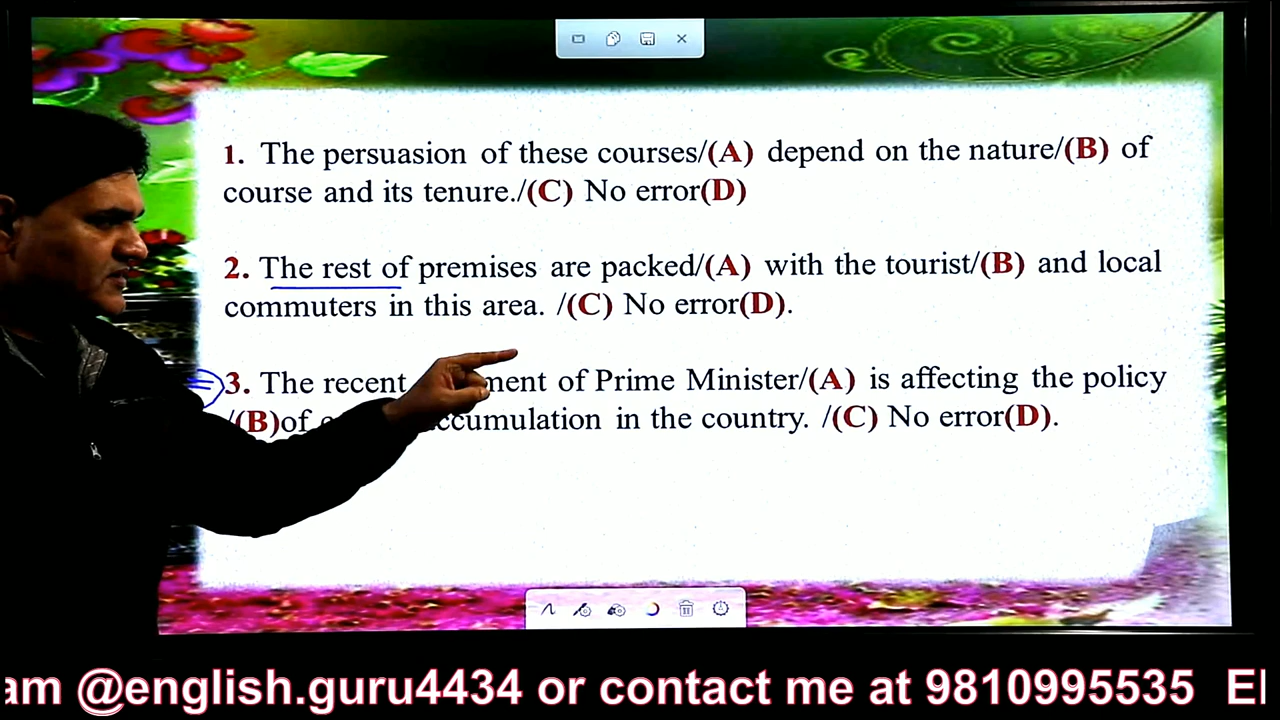 1. The persuasion of these courses/(A) depend on the nature/(B) of
course and its tenure./(C) No error(D)
2. The rest of premises are packed/(A) with the tourist/(B) and local
commuters in this area. /(C) No error(D).
3. The recent ment of Prime Minister/(A) is affecting the policy
/(B)of ccumulation in the country. /(C) No error(D).
am @english.guru4434 or contact me at 9810995535 El